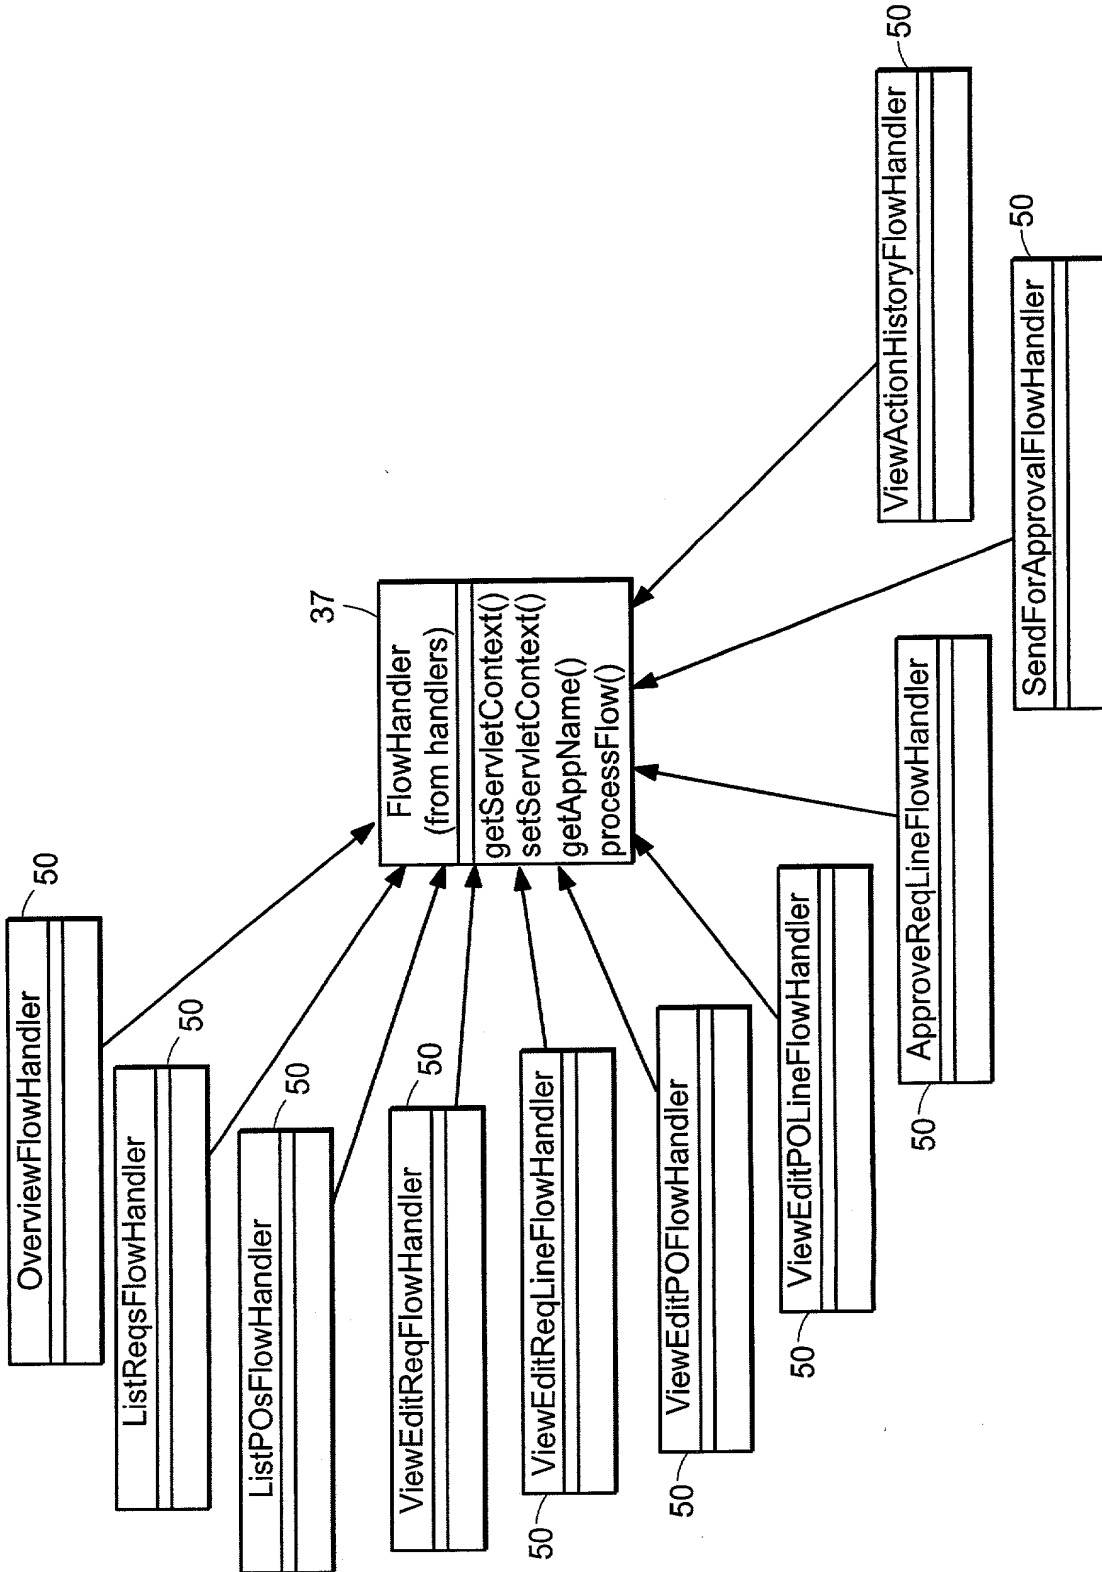 OverviewFlowHandler
50
ListReqsFlowHandler
50
ListPOsFlowHandler
50
ViewEditReqFlowHandler
50
ViewEditReqLineFlowHandler
50
ViewEditPOFlowHandler
50
ViewEditPOLineFlowHandler
50
ApproveReqLineFlowHandler
50
SendForApprovalFlowHandler
50
ViewActionHistoryFlowHandler
50
37
FlowHandler
(from handlers)
getServletContext()
setServletContext()
getAppName()
processFlow()